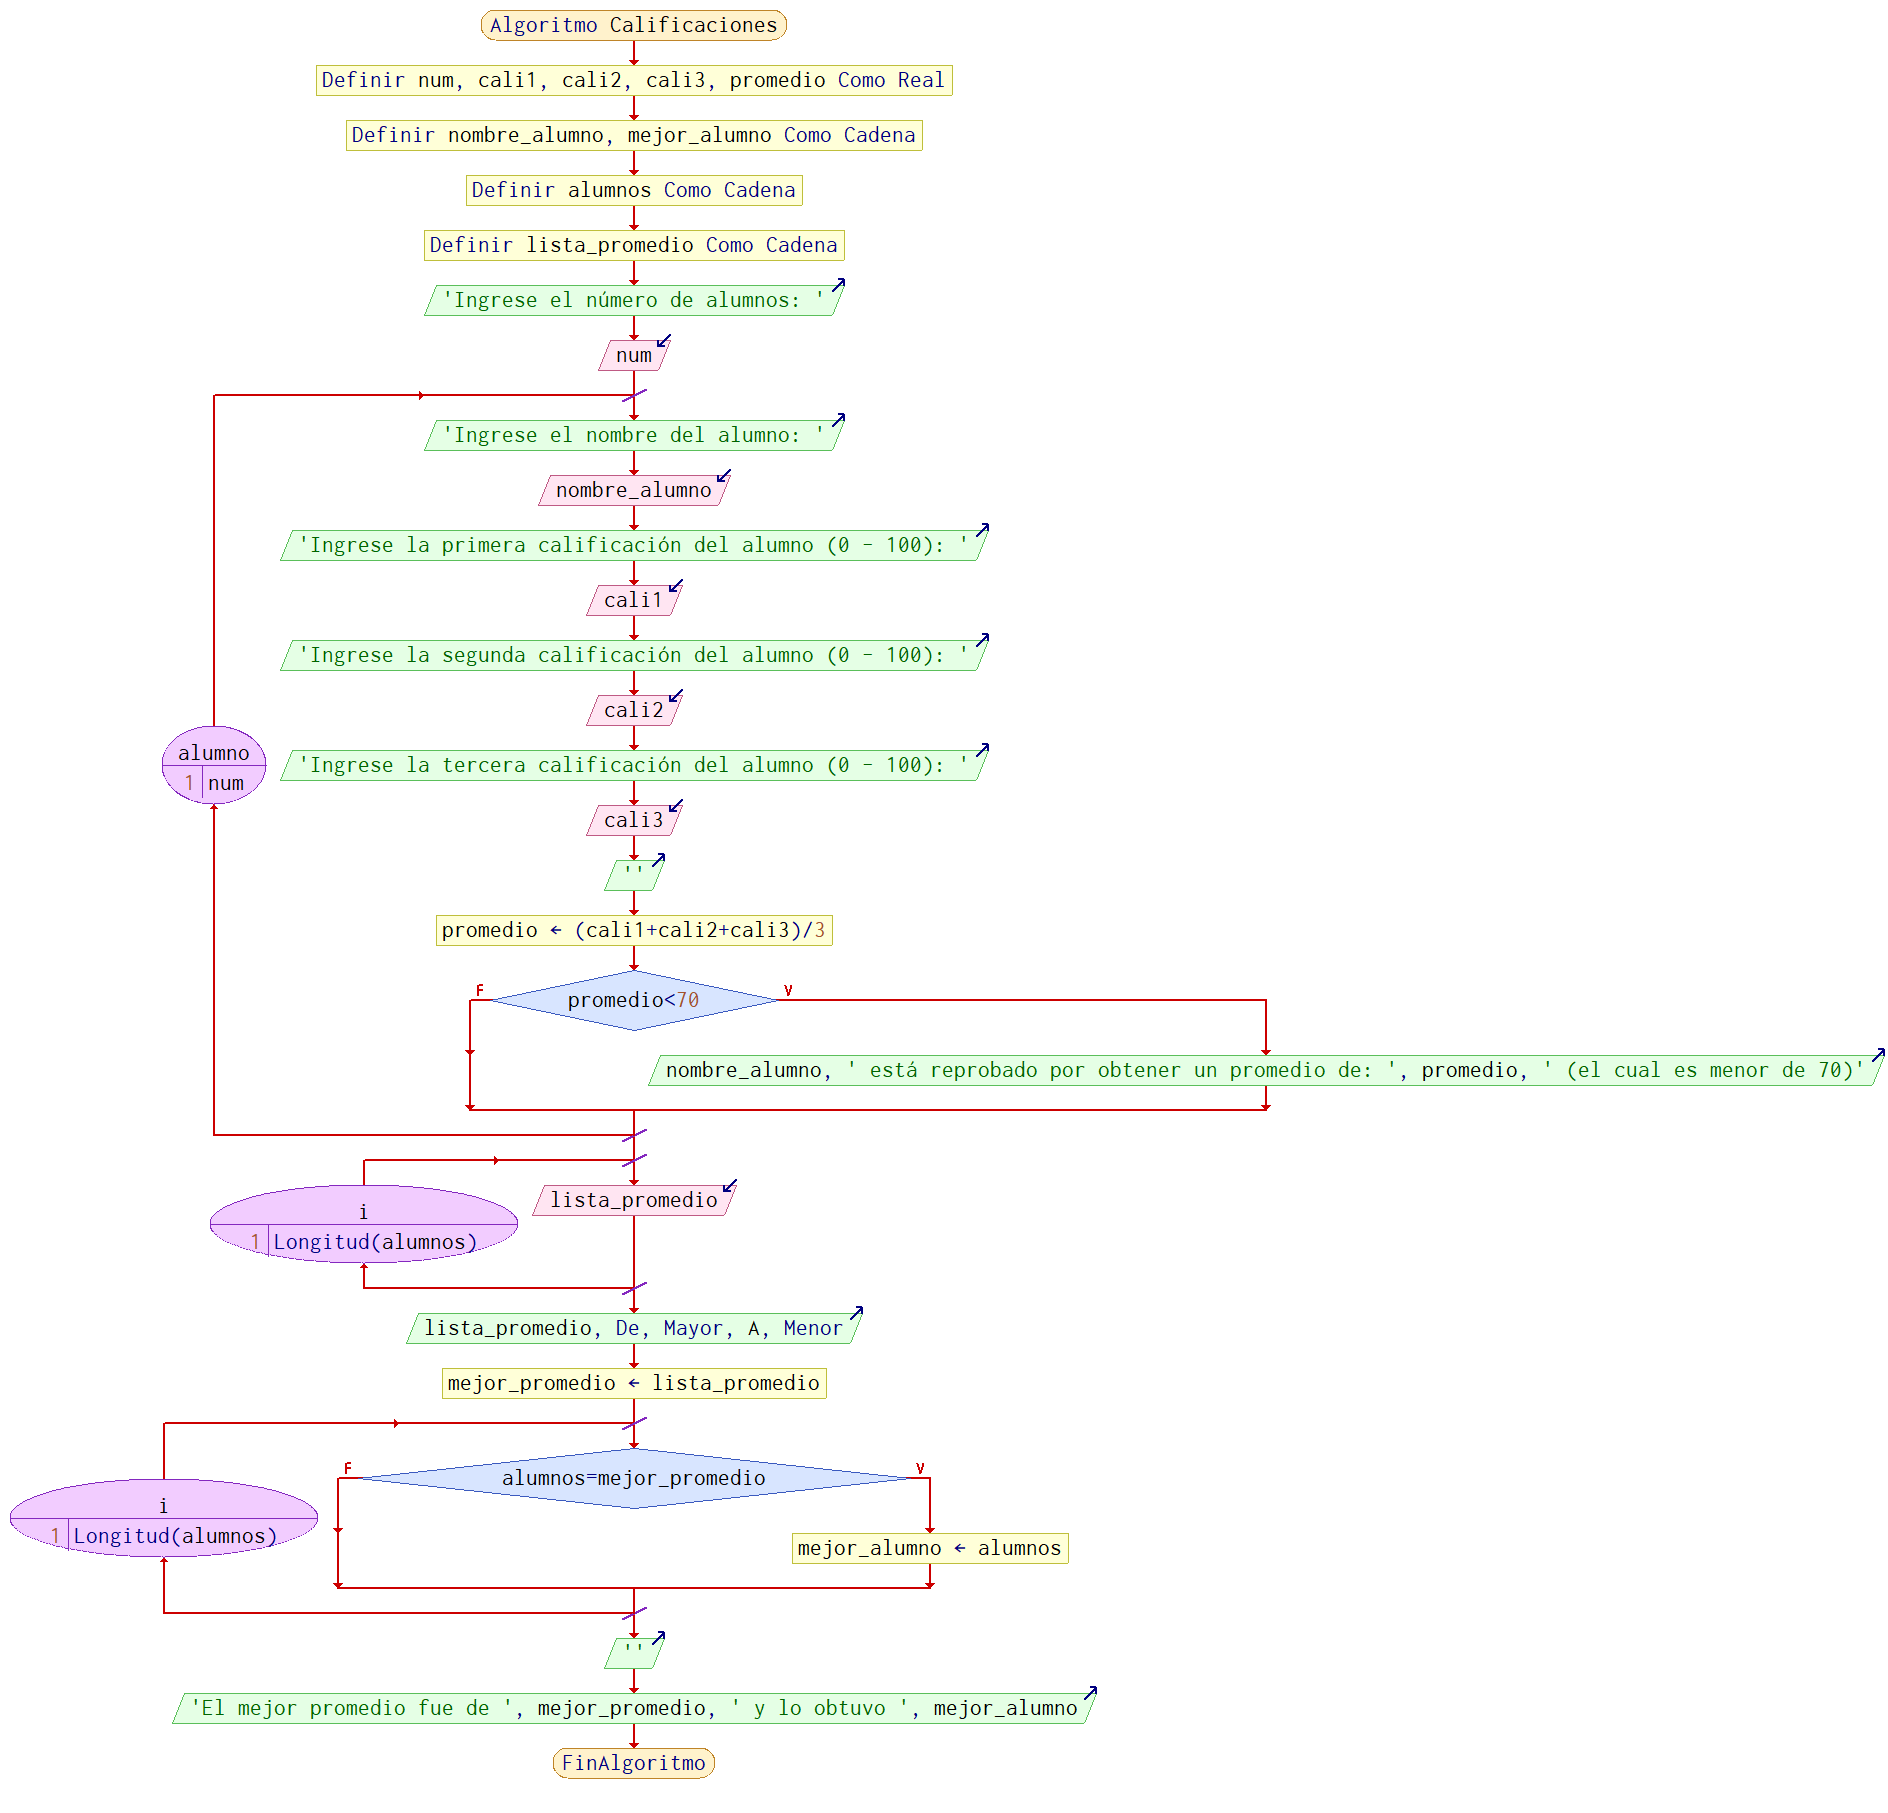 Algoritmo Calificaciones
Definir num, cali1, cali2, cali3, promedio Como Real
Definir nombre_alumno, mejor_alumno Como Cadena
Definir alumnos Como Cadena
Definir lista_promedio Como Cadena
'Ingrese el número de alumnos: '
num
'Ingrese el nombre del alumno: '
nombre_alumno
'Ingrese la primera calificación del alumno (0 - 100): '
cali1
'Ingrese la segunda calificación del alumno (0 - 100): '
cali2
alumno
1 num
'Ingrese la tercera calificación del alumno (0 - 100): '
cali3
''
promedio ← (cali1+cali2+cali3)/3
F promedio<70 V
nombre_alumno, ' está reprobado por obtener un promedio de: ', promedio, ' (el cual es menor de 70)'
lista_promedio
i
1 Longitud(alumnos)
lista_promedio, De, Mayor, A, Menor
mejor_promedio ← lista_promedio
F alumnos=mejor_promedio V
i
1 Longitud(alumnos)
mejor_alumno ← alumnos
''
'El mejor promedio fue de ', mejor_promedio, ' y lo obtuvo ', mejor_alumno
FinAlgoritmo